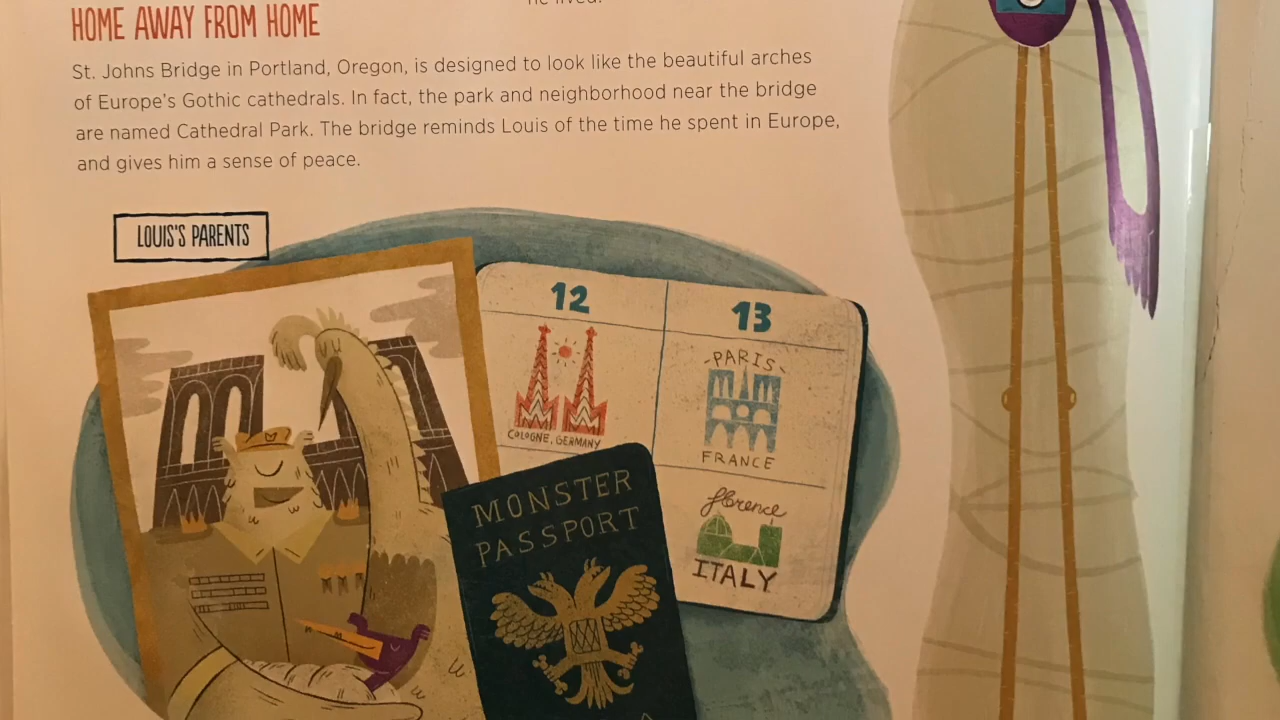 he lived.
HOME AWAY FROM HOME
St. Johns Bridge in Portland, Oregon, is designed to look like the beautiful arches
of Europe's Gothic cathedrals. In fact, the park and neighborhood near the bridge
are named Cathedral Park. The bridge reminds Louis of the time he spent in Europe,
and gives him a sense of peace.
LOUIS'S PARENTS
12
COLOGNE, GERMANY
13
PARIS
FRANCE
florence
ITALY
MONSTER
PASSPORT